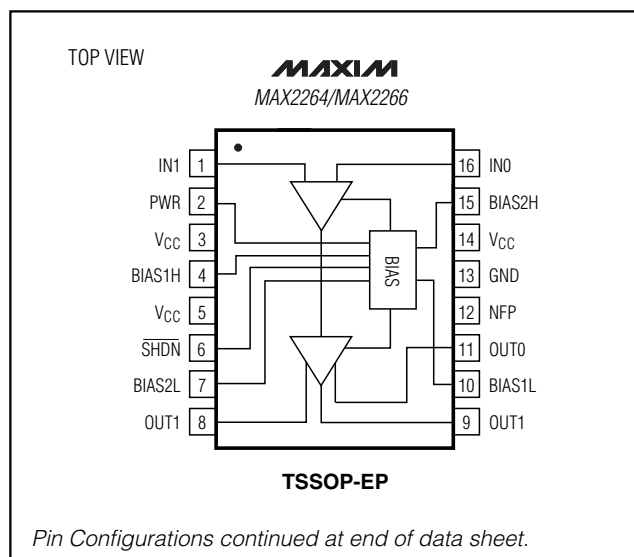 TOP VIEW
MAXIM
MAX2264/MAX2266
IN1 1
PWR 2
VCC 3
BIAS1H 4
VCC 5
SHDN 6
BIAS2L 7
OUT1 8
16 IN0
15 BIAS2H
14 VCC
13 GND
12 NFP
11 OUT0
10 BIAS1L
9 OUT1
BIAS
TSSOP-EP
Pin Configurations continued at end of data sheet.